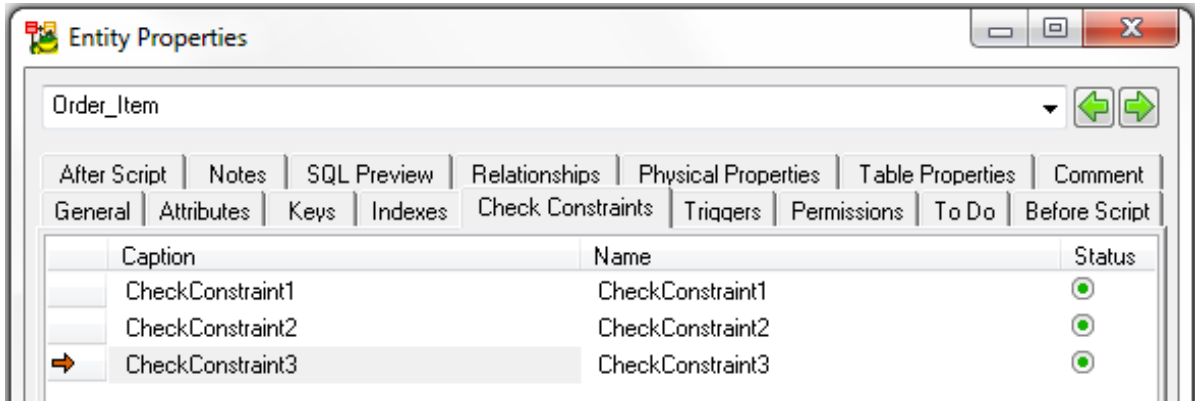 Entity Properties
Order_Item
After Script Notes SQL Preview Relationships Physical Properties Table Properties Comment
General Attributes Keys Indexes Check Constraints Triggers Permissions To Do Before Script
Caption Name Status
CheckConstraint1 CheckConstraint1
CheckConstraint2 CheckConstraint2
CheckConstraint3 CheckConstraint3